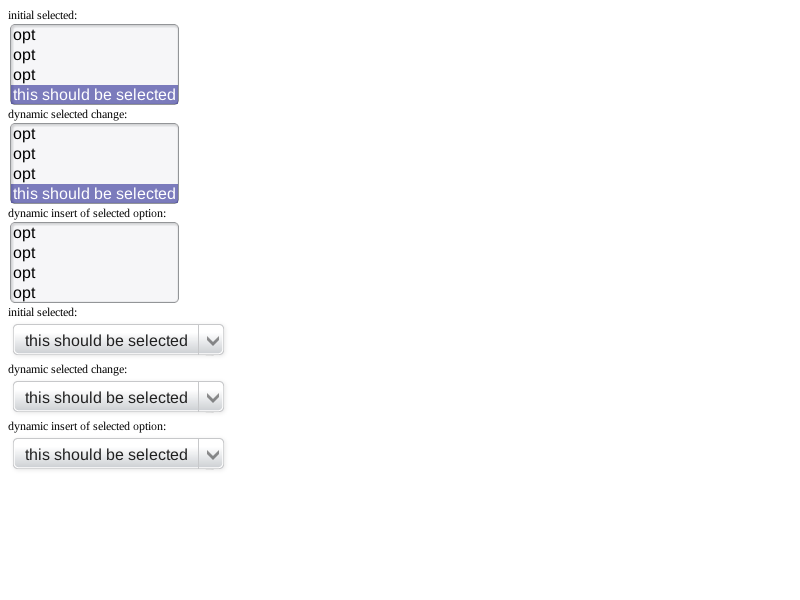 initial selected:
opt
opt
opt
this should be selected
dynamic selected change:
opt
opt
opt
this should be selected
dynamic insert of selected option:
opt
opt
opt
opt
initial selected:
this should be selected
dynamic selected change:
this should be selected
dynamic insert of selected option:
this should be selected